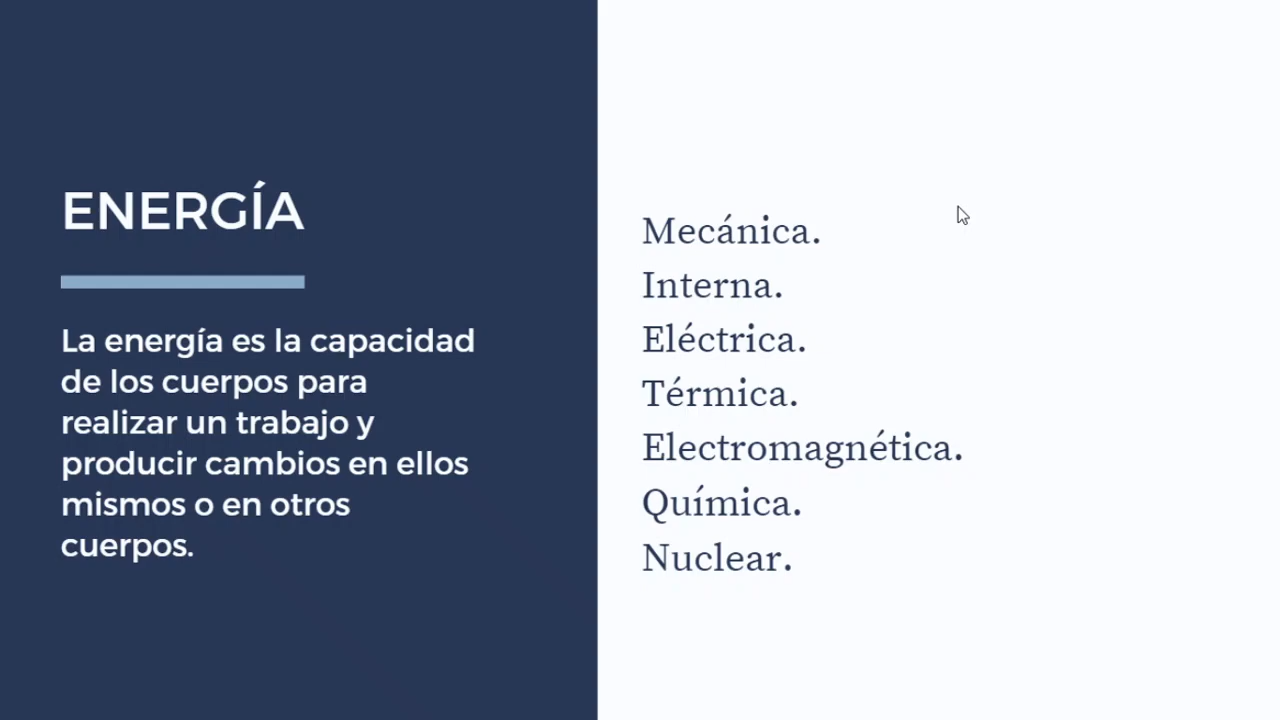 ENERGÍA
La energía es la capacidad
de los cuerpos para
realizar un trabajo y
producir cambios en ellos
mismos o en otros
cuerpos.
Mecánica.
Interna.
Eléctrica.
Térmica.
Electromagnética.
Química.
Nuclear.